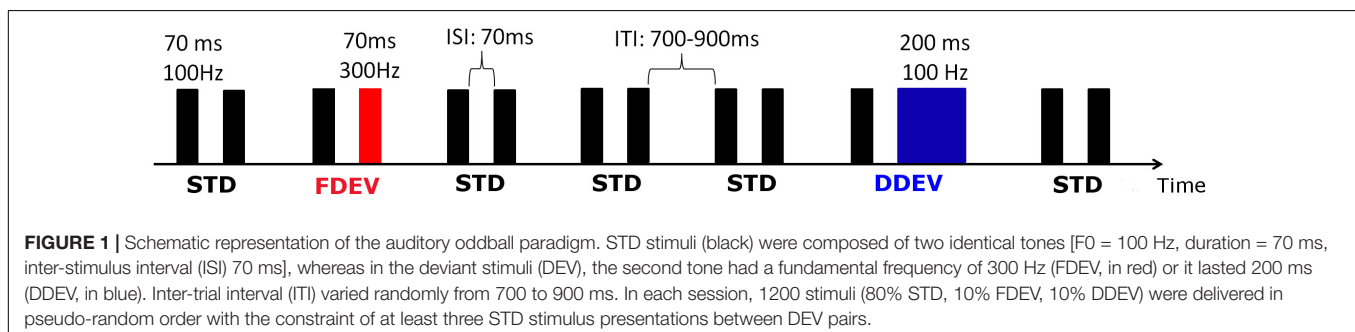 70 ms 70ms ISI: 70ms ITI: 700-900ms 200 ms
100Hz 300Hz 100 Hz
STD FDEV STD STD STD DDEV STD Time
FIGURE 1 | Schematic representation of the auditory oddball paradigm. STD stimuli (black) were composed of two identical tones [F0 = 100 Hz, duration = 70 ms,
inter-stimulus interval (ISI) 70 ms], whereas in the deviant stimuli (DEV), the second tone had a fundamental frequency of 300 Hz (FDEV, in red) or it lasted 200 ms
(DDEV, in blue). Inter-trial interval (ITI) varied randomly from 700 to 900 ms. In each session, 1200 stimuli (80% STD, 10% FDEV, 10% DDEV) were delivered in
pseudo-random order with the constraint of at least three STD stimulus presentations between DEV pairs.